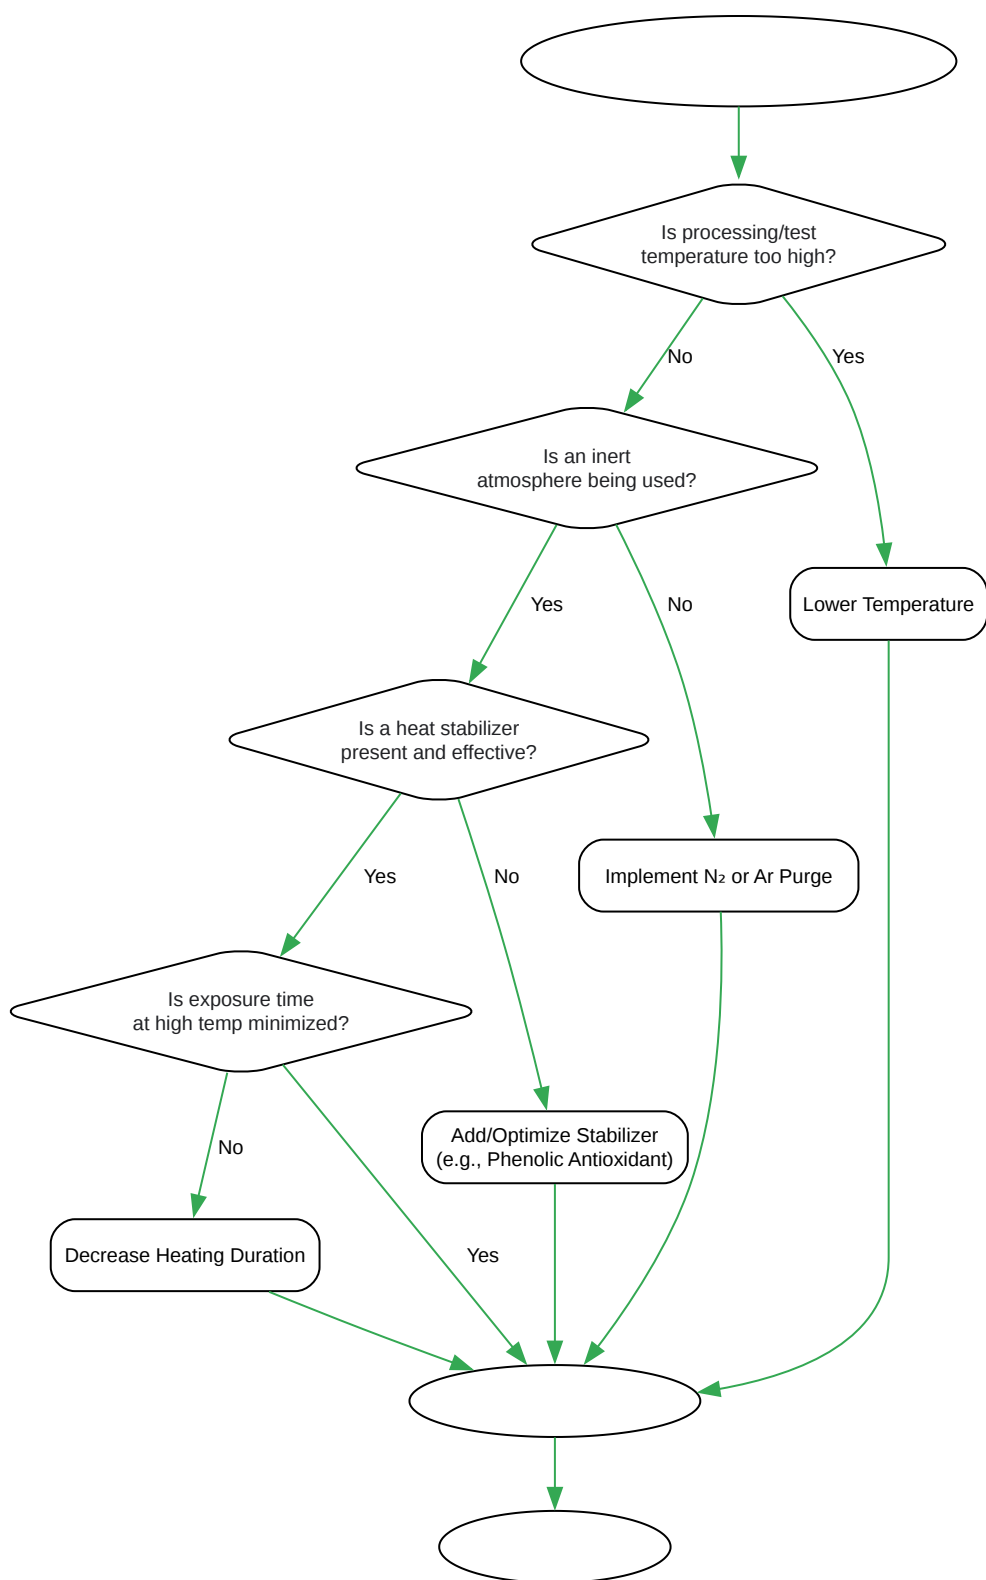 Is processing/test
temperature too high?
No
Yes
Is an inert
atmosphere being used?
Yes
No
Lower Temperature
Is a heat stabilizer
present and effective?
Yes
No
Implement N₂ or Ar Purge
Is exposure time
at high temp minimized?
No
Add/Optimize Stabilizer
(e.g., Phenolic Antioxidant)
Decrease Heating Duration
Yes